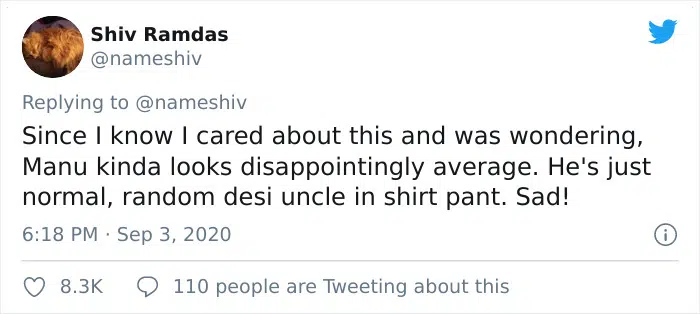 Shiv Ramdas
@nameshiv
Replying to @nameshiv
Since I know I cared about this and was wondering,
Manu kinda looks disappointingly average. He's just
normal, random desi uncle in shirt pant. Sad!
6:18 PM · Sep 3, 2020
8.3K 110 people are Tweeting about this